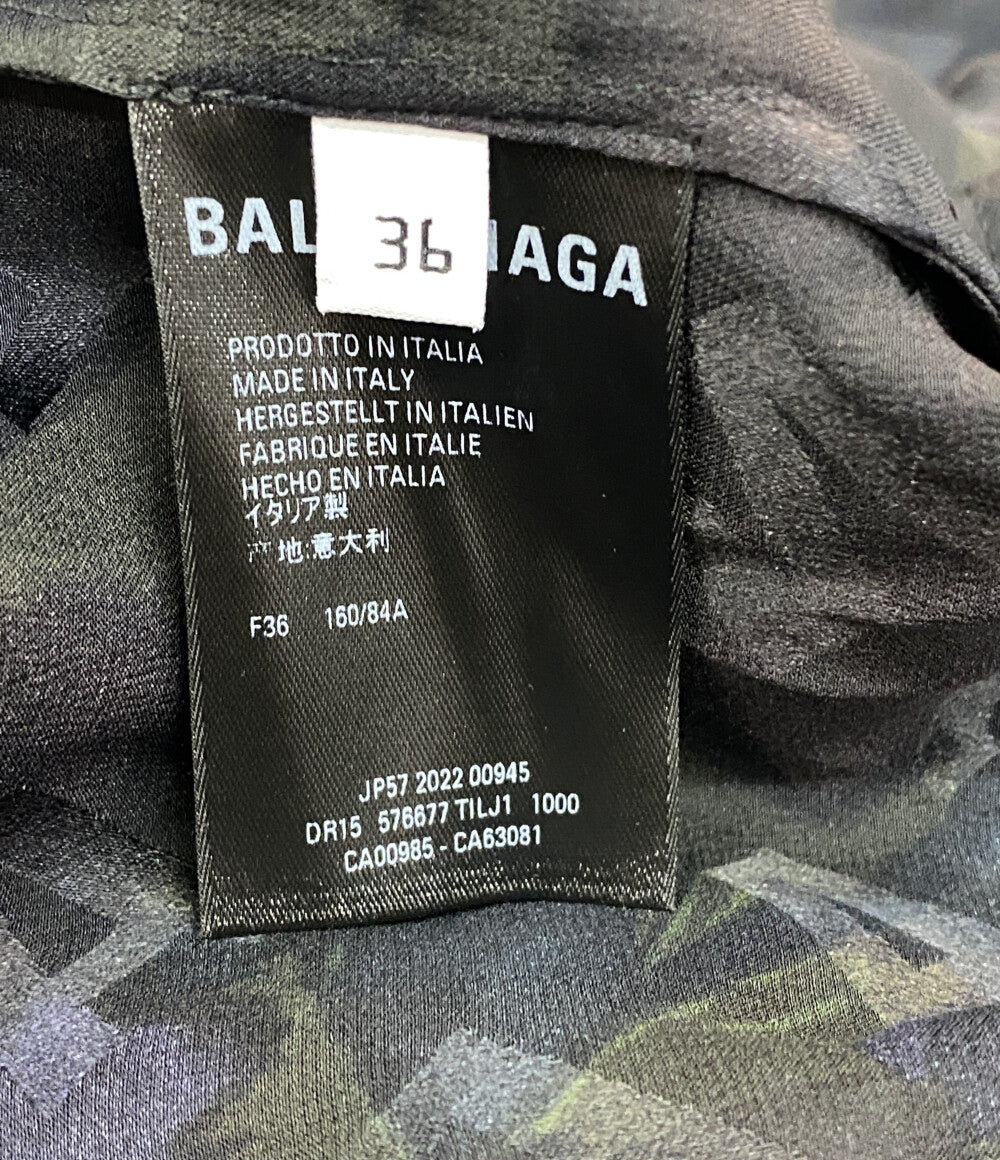 BAL
36
IAGA
PRODOTTO IN ITALIA
MADE IN ITALY
HERGESTELLT IN ITALIEN
FABRIQUE EN ITALIE
HECHO EN ITALIA
イタリア製
产地:意大利
F36 160/84A
JP57 2022 00945
DR15 576677 TILJ1 1000
CA00985 - CA63081